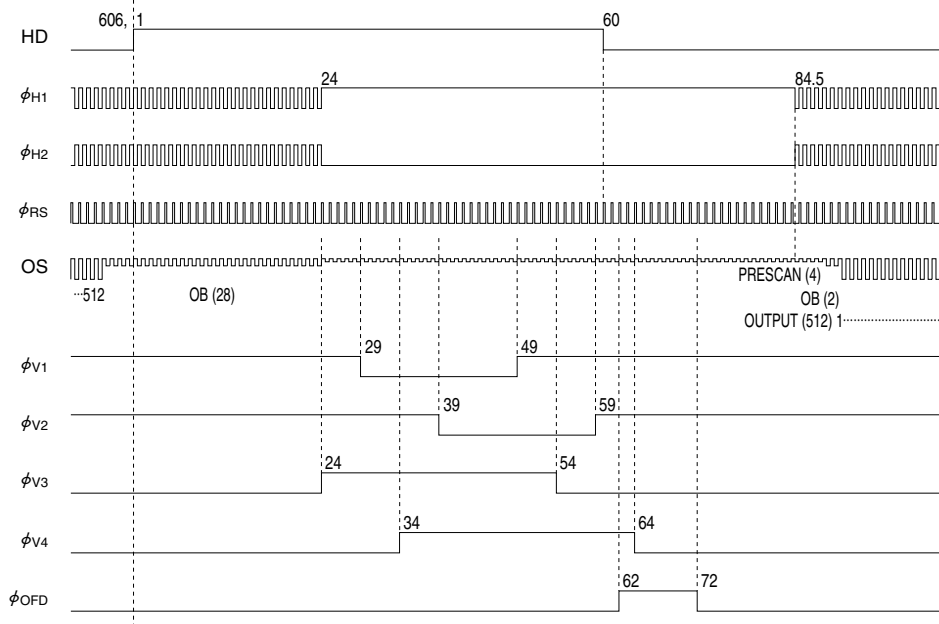 606, 1 60
HD
24 84.5
ϕH1
ϕH2
ϕRS
OS
PRESCAN (4)
···512 OB (28)
OB (2)
OUTPUT (512) 1··················
29 49
ϕV1
39 59
ϕV2
24 54
ϕV3
34 64
ϕV4
62 72
ϕOFD